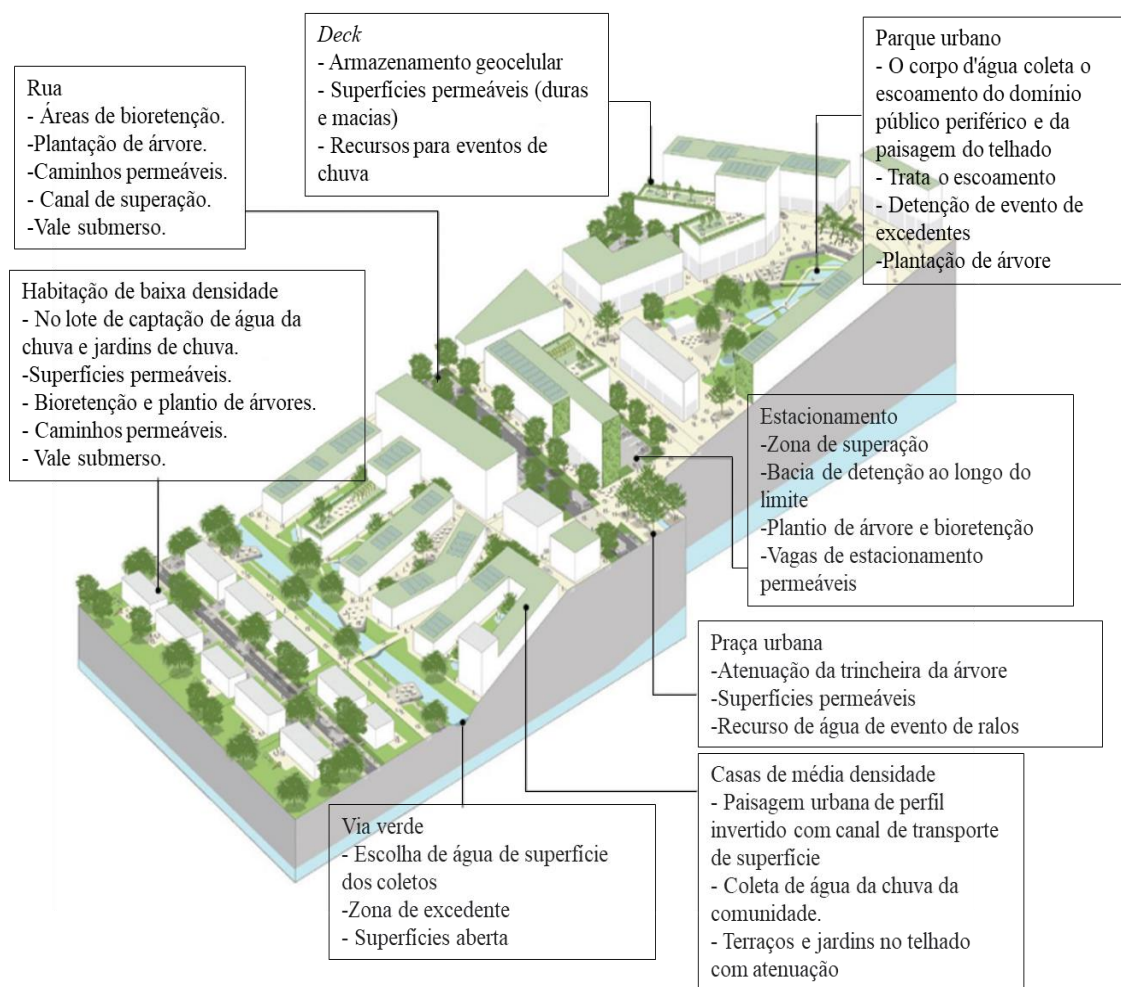 Deck
- Armazenamento geocelular
- Superfícies permeáveis (duras
e macias)
- Recursos para eventos de
chuva
Parque urbano
- O corpo d'água coleta o
escoamento do domínio
público periférico e da
paisagem do telhado
- Trata o escoamento
- Detenção de evento de
excedentes
-Plantação de árvore
Rua
- Áreas de bioretenção.
-Plantação de árvore.
-Caminhos permeáveis.
- Canal de superação.
-Vale submerso.
Habitação de baixa densidade
- No lote de captação de água da
chuva e jardins de chuva.
-Superfícies permeáveis.
- Bioretenção e plantio de árvores.
- Caminhos permeáveis.
- Vale submerso.
Estacionamento
-Zona de superação
-Bacia de detenção ao longo do
limite
-Plantio de árvore e bioretenção
-Vagas de estacionamento
permeáveis
Praça urbana
-Atenuação da trincheira da árvore
-Superfícies permeáveis
-Recurso de água de evento de ralos
Casas de média densidade
- Paisagem urbana de perfil
invertido com canal de transporte
de superfície
- Coleta de água da chuva da
comunidade.
- Terraços e jardins no telhado
com atenuação
Via verde
- Escolha de água de superfície
dos coletos
-Zona de excedente
- Superfícies aberta